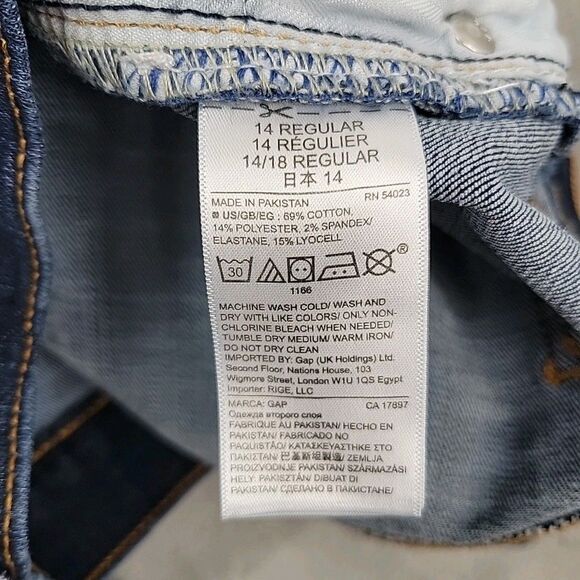 14 REGULAR
14 RÉGULIER
14/18 REGULAR
日本 14
MADE IN PAKISTAN RN 54023
US/GB/EG : 69% COTTON,
14% POLYESTER, 2% SPANDEX/
ELASTANE, 15% LYOCELL
30
1166
MACHINE WASH COLD/ WASH AND
DRY WITH LIKE COLORS/ ONLY NON-
CHLORINE BLEACH WHEN NEEDED/
TUMBLE DRY MEDIUM/ WARM IRON/
DO NOT DRY CLEAN
IMPORTED BY: Gap (UK Holdings) Ltd.
Second Floor, Nations House, 103
Wigmore Street, London W1U 1QS Egypt
Importer: RIGE, LLC
MARCA: GAP CA 17897
Одежда второго слоя
FABRIQUÉ AU PAKISTAN/ HECHO EN
PAKISTAN/ FABRICADO NO
PAQUISTÃO/ ΚΑΤΑΣΚΕΥΑΣΤΗΚΕ ΣΤΟ
ΠΑΚΙΣΤΑΝ/ 巴基斯坦制造/ ZEMLJA
PROIZVODNJE PAKISTAN/ SZÁRMAZÁSI
HELY: PAKISZTÁN/ DIBUAT DI
PAKISTAN/ СДЕЛАНО В ПАКИСТАНЕ/